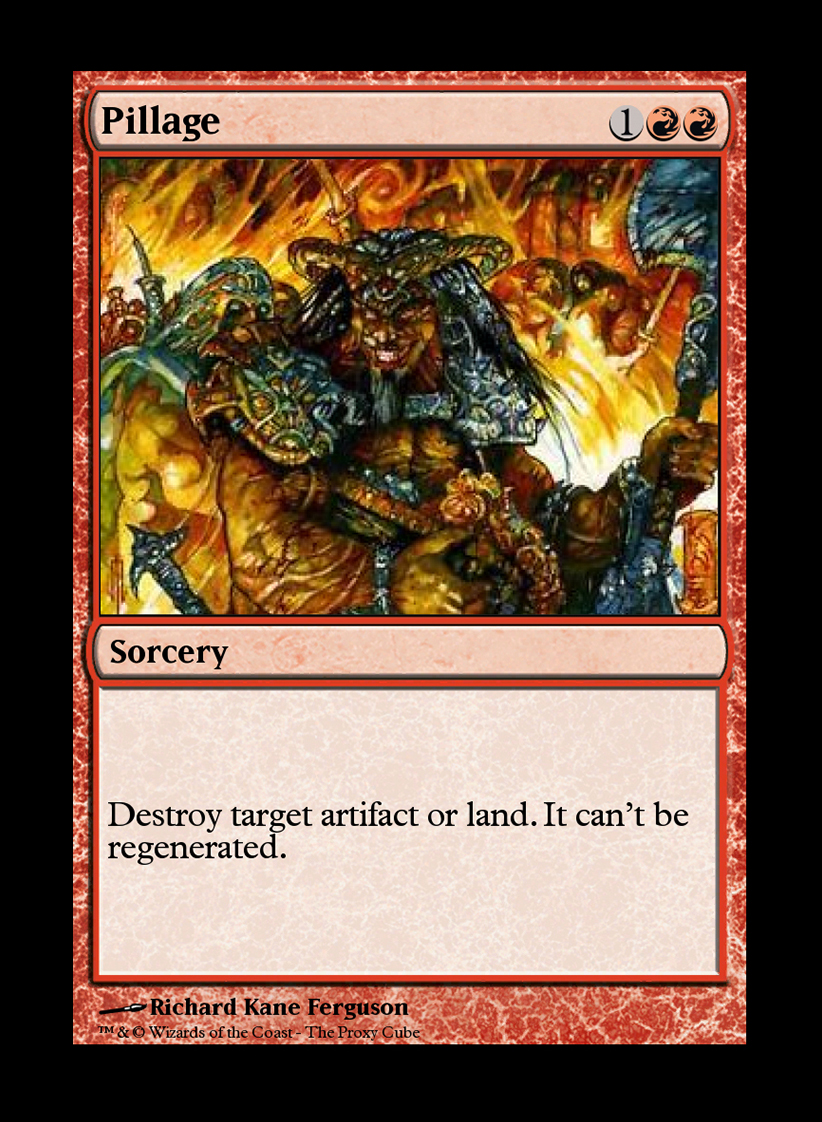 Pillage 1
Sorcery
Destroy target artifact or land. It can't be
regenerated.
Richard Kane Ferguson
™ & © Wizards of the Coast - The Proxy Cube